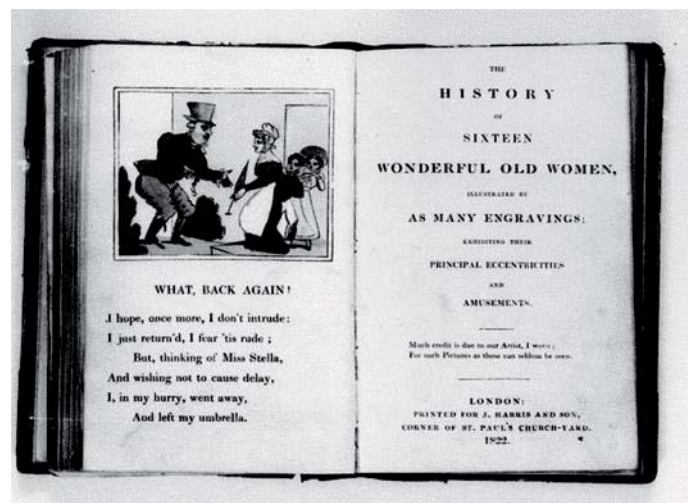 WHAT, BACK AGAIN!
I hope, once more, I don't intrude:
I just return'd, I fear 'tis rude ;
But, thinking of Miss Stella,
And wishing not to cause delay,
I, in my hurry, went away,
And left my umbrella.
THE
HISTORY
OF
SIXTEEN
WONDERFUL OLD WOMEN,
ILLUSTRATED BY
AS MANY ENGRAVINGS;
EXHIBITING THEIR
PRINCIPAL ECCENTRICITIES
AND
AMUSEMENTS.
Much credit is due to our Artist, I ween;
For such Pictures as these can seldom be seen.
LONDON:
PRINTED FOR J. HARRIS AND SON,
CORNER OF ST. PAUL'S CHURCH-YARD.
1822.